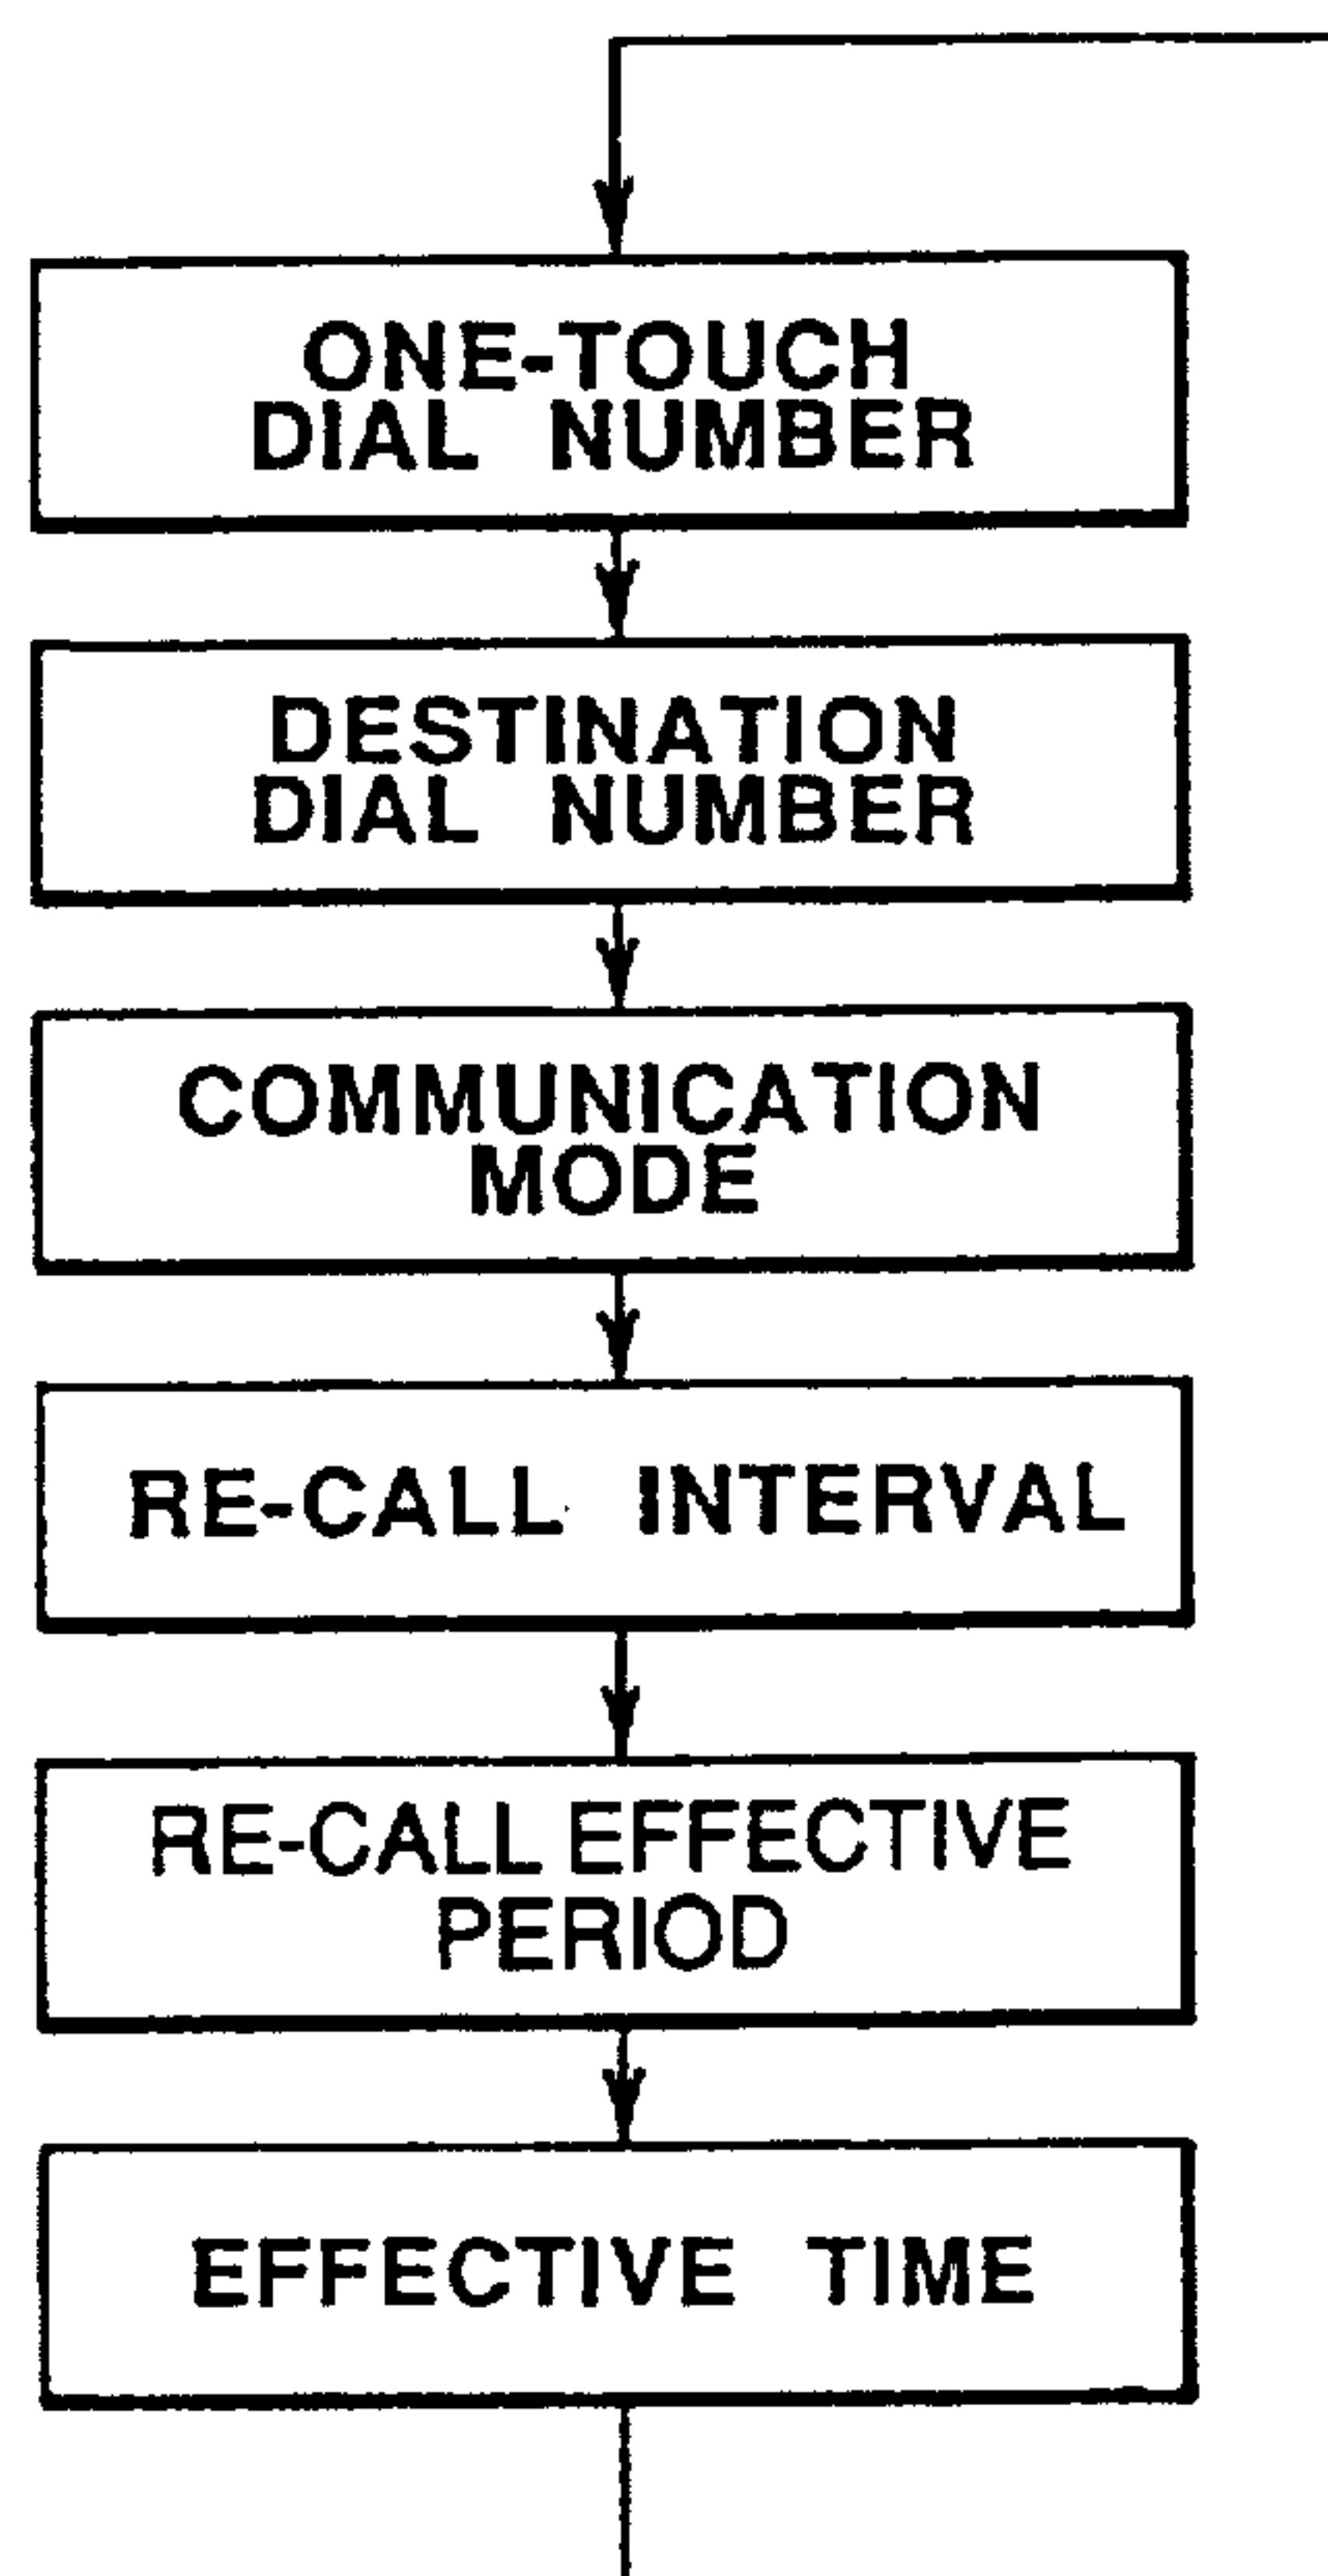 ONE-TOUCH
DIAL NUMBER
DESTINATION
DIAL NUMBER
COMMUNICATION
MODE
RE-CALL INTERVAL
RE-CALL EFFECTIVE
PERIOD
EFFECTIVE TIME